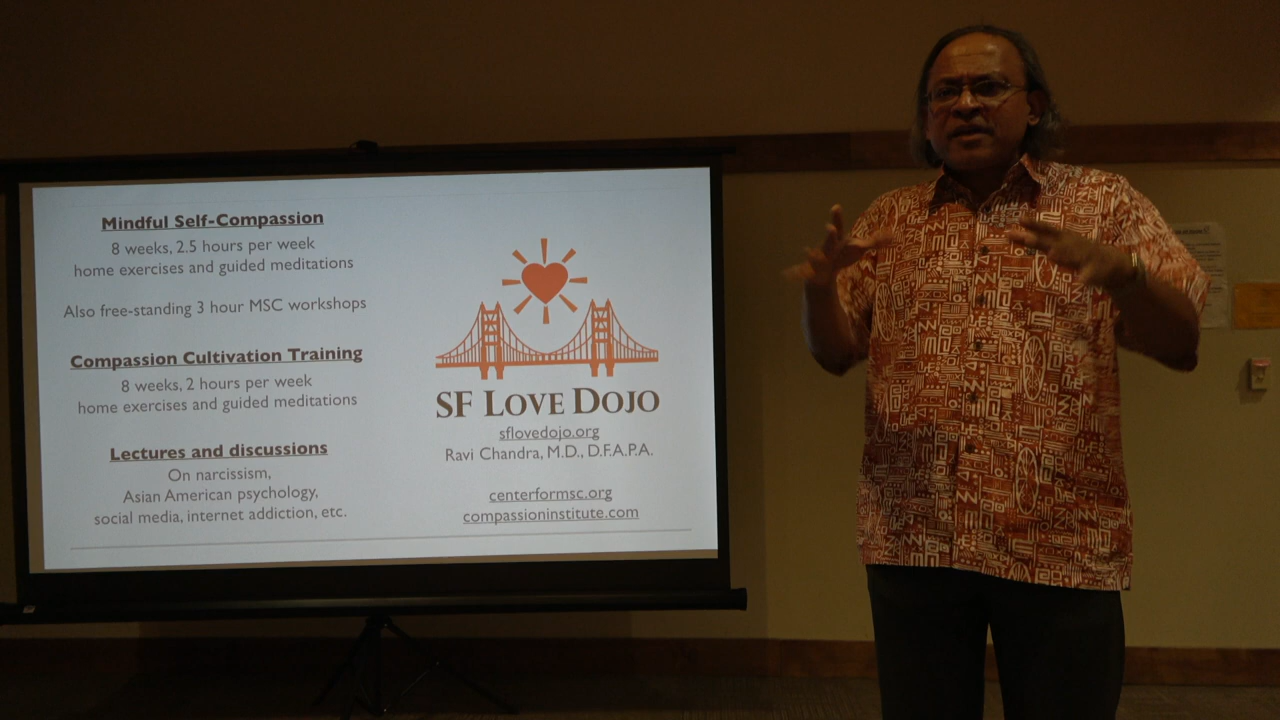 Mindful Self-Compassion
8 weeks, 2.5 hours per week
home exercises and guided meditations
Also free-standing 3 hour MSC workshops
Compassion Cultivation Training
8 weeks, 2 hours per week
home exercises and guided meditations
Lectures and discussions
On narcissism,
Asian American psychology,
social media, internet addiction, etc.
SF LOVE DOJO
sflovedojo.org
Ravi Chandra, M.D., D.F.A.P.A.
centerformsc.org
compassioninstitute.com